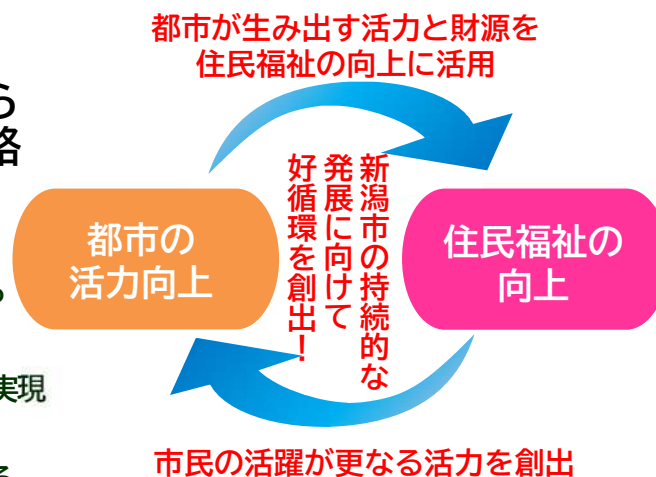 都市が生み出す活力と財源を
住民福祉の向上に活用
ら
略
都市の
活力向上
新潟市の持続的な
発展に向けて
好循環を創出！
住民福祉の
向上
実現
市民の活躍が更なる活力を創出